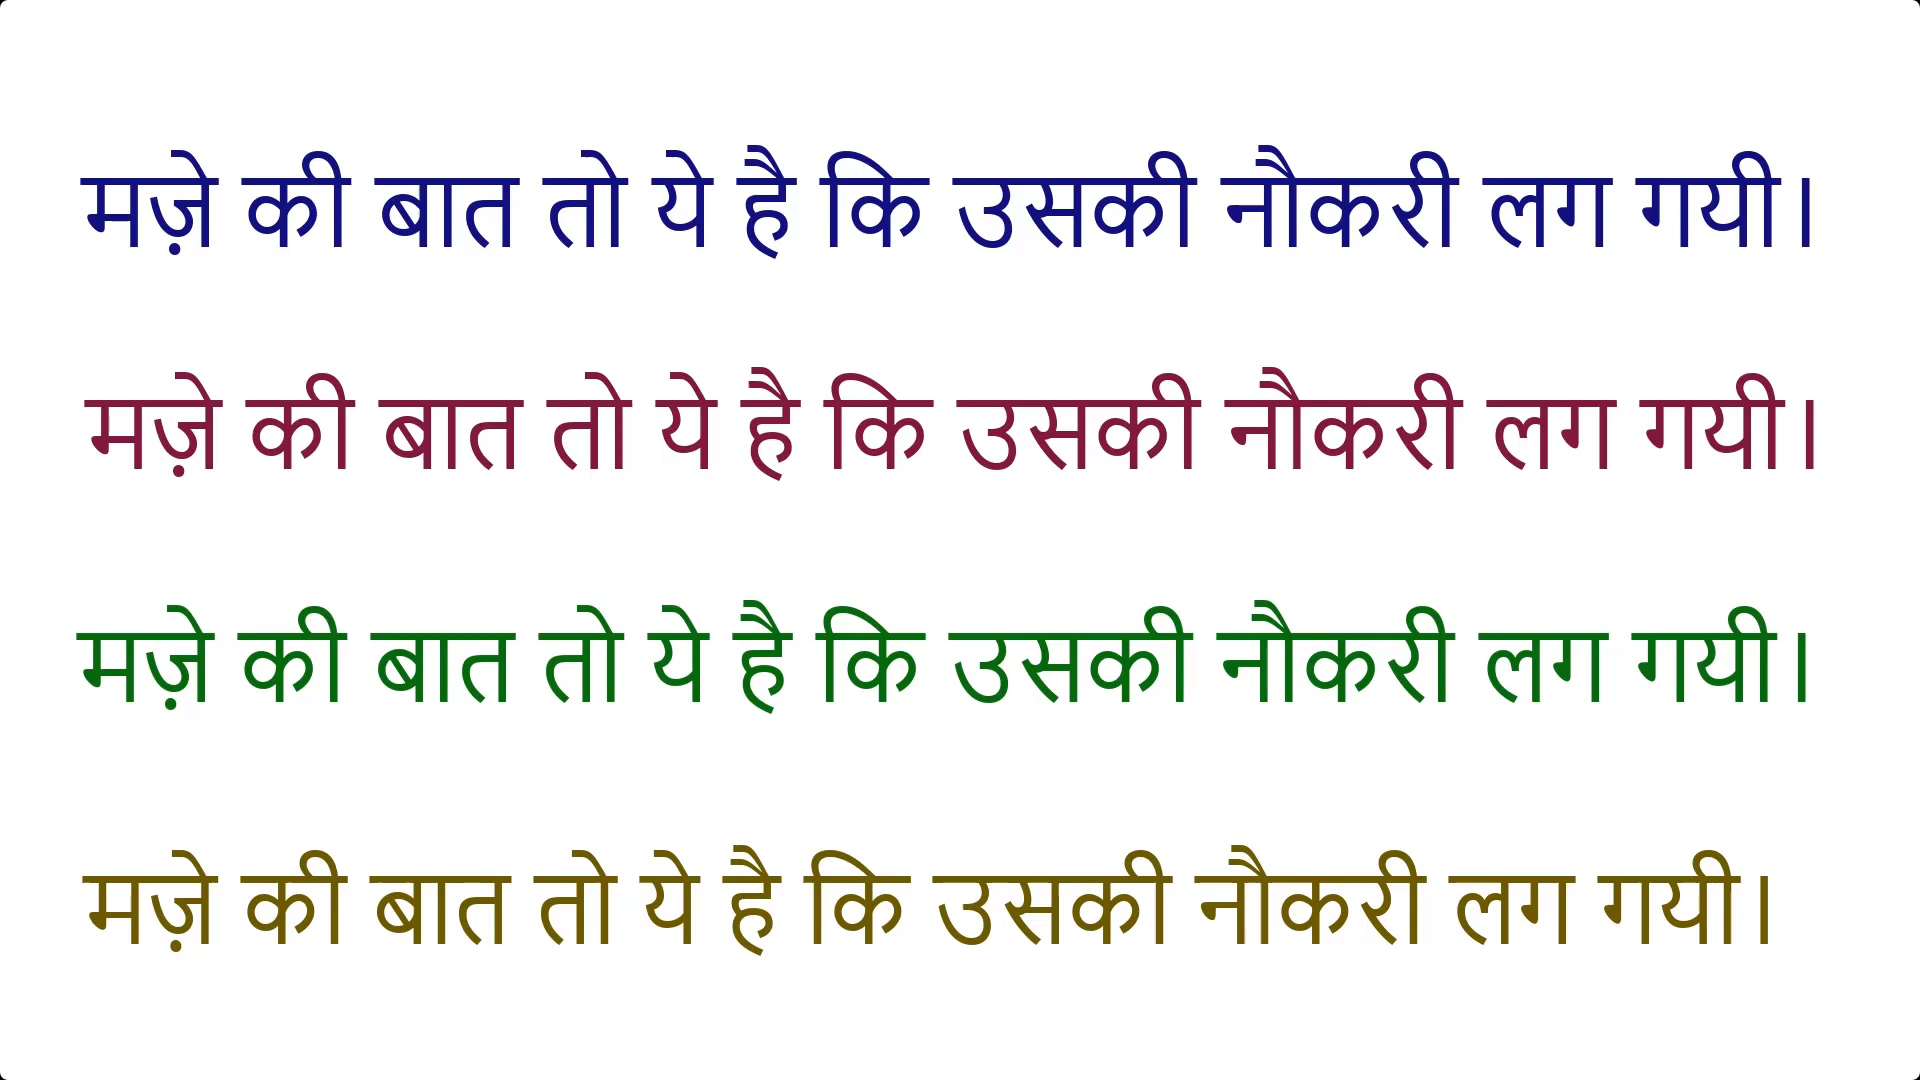 मज़े की बात तो ये है कि उसकी नौकरी लग गयी।
मज़े की बात तो ये है कि उसकी नौकरी लग गयी।
मज़े की बात तो ये है कि उसकी नौकरी लग गयी।
मज़े की बात तो ये है कि उसकी नौकरी लग गयी।